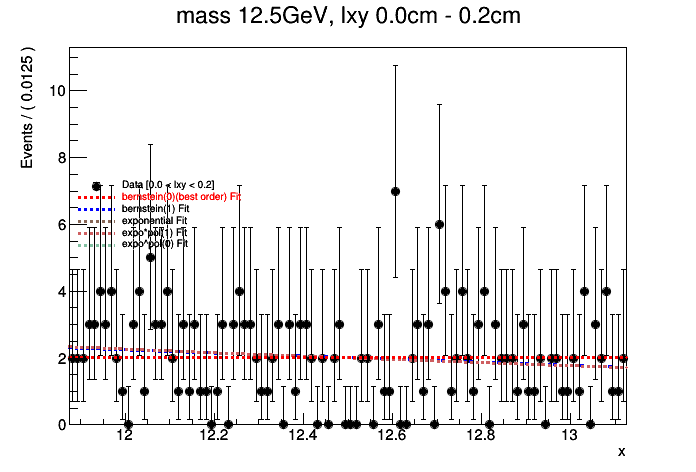 mass 12.5GeV, lxy 0.0cm - 0.2cm
Events / ( 0.0125 )
10
8
6
4
2
0
Data [0.0 < lxy < 0.2]
bernstein(0)(best order) Fit
bernstein(1) Fit
exponential Fit
expo*pol(1) Fit
expo*pol(0) Fit
12 12.2 12.4 12.6 12.8 13
x